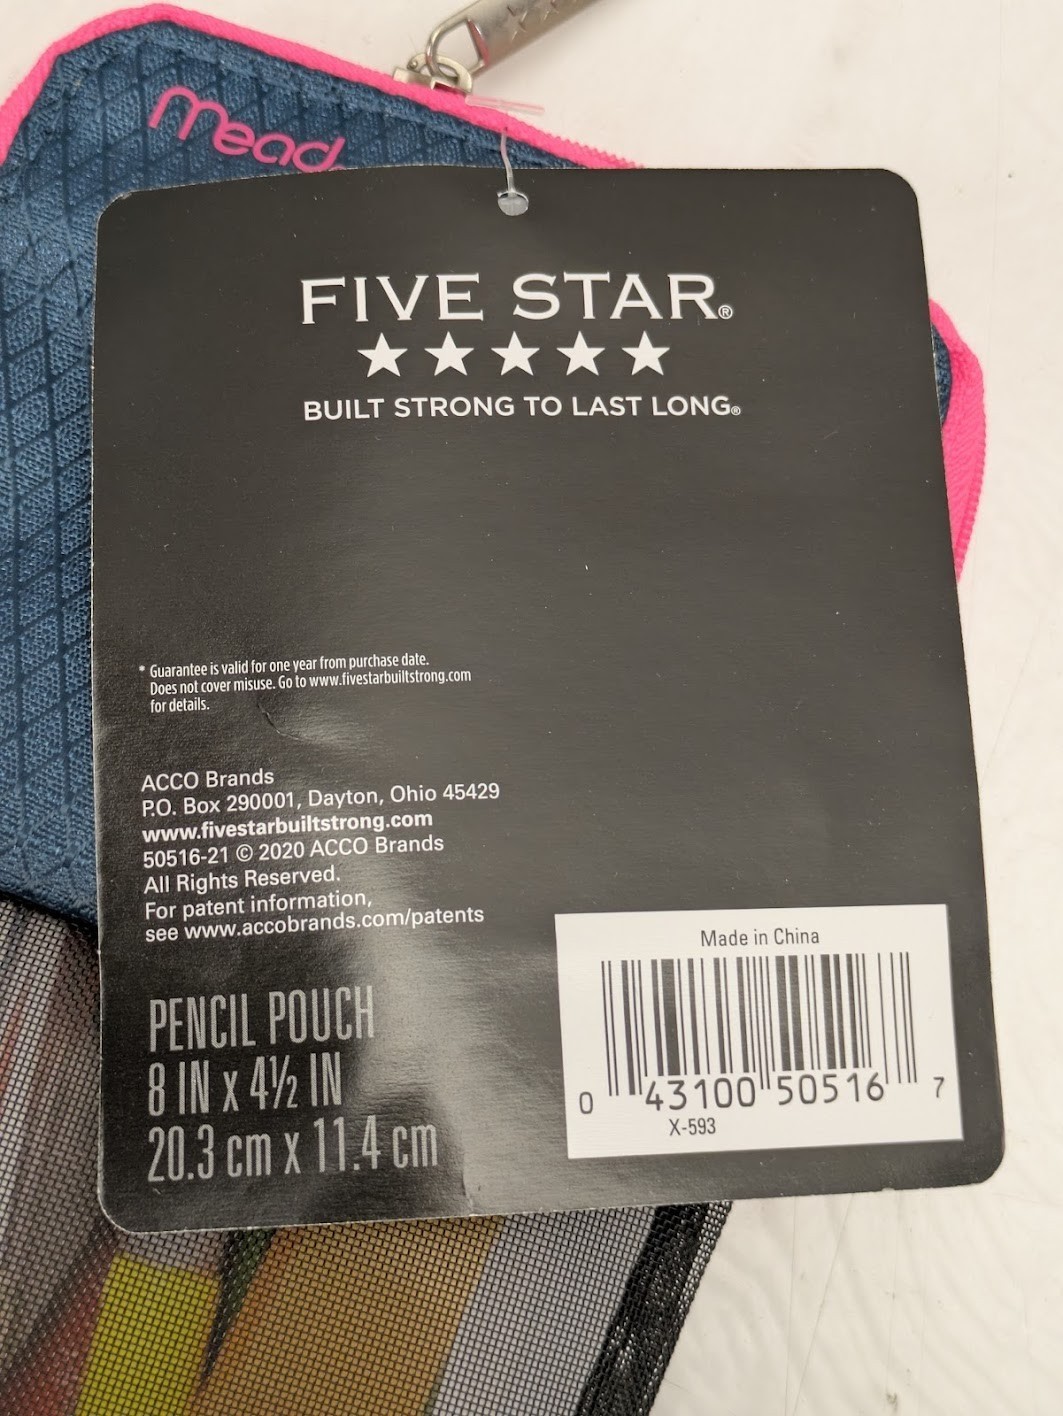 mead
FIVE STAR®
★★★★★
BUILT STRONG TO LAST LONG®
* Guarantee is valid for one year from purchase date.
Does not cover misuse. Go to www.fivestarbuiltstrong.com
for details.
ACCO Brands
P.O. Box 290001, Dayton, Ohio 45429
www.fivestarbuiltstrong.com
50516-21 © 2020 ACCO Brands
All Rights Reserved.
For patent information,
see www.accobrands.com/patents
PENCIL POUCH
8 IN x 4½ IN
20.3 cm x 11.4 cm
Made in China
0 43100 50516 7
X-593